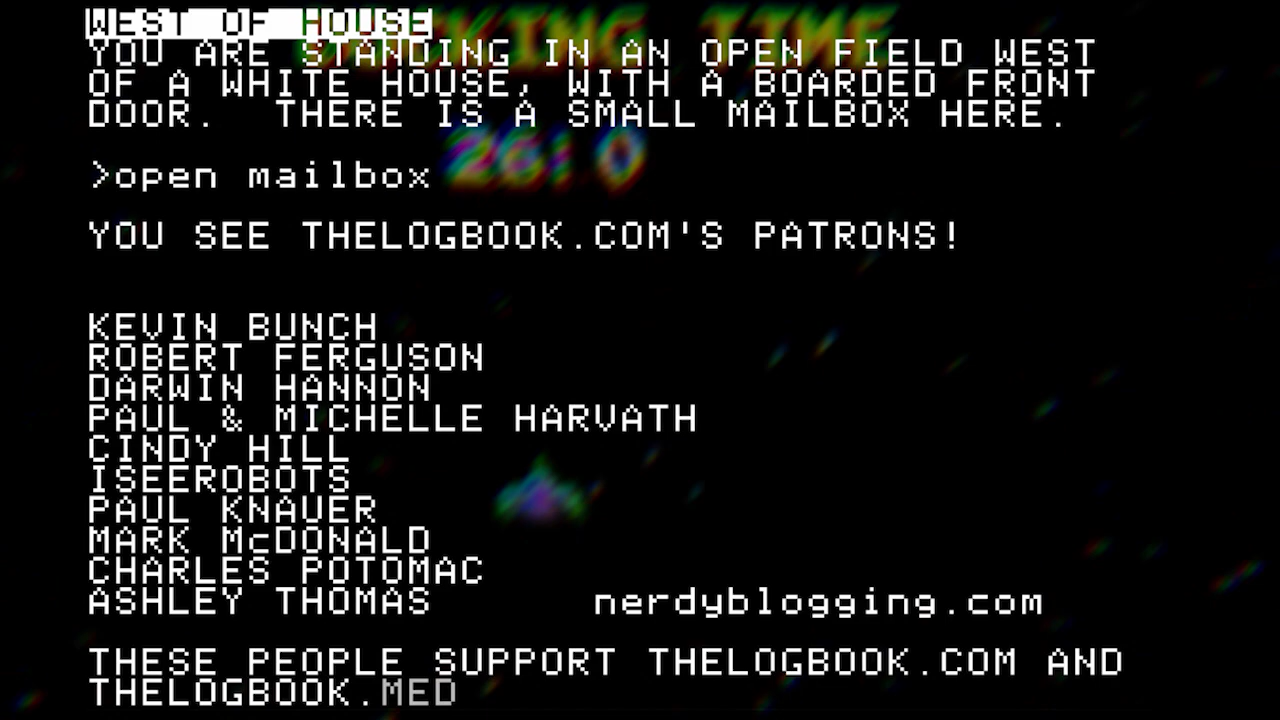 WEST OF HOUSE
YOU ARE STANDING IN AN OPEN FIELD WEST
OF A WHITE HOUSE, WITH A BOARDED FRONT
DOOR. THERE IS A SMALL MAILBOX HERE.
>open mailbox
26:0
YOU SEE THELOGBOOK.COM'S PATRONS!
KEVIN BUNCH
ROBERT FERGUSON
DARWIN HANNON
PAUL & MICHELLE HARVATH
CINDY HILL
ISEEROBOTS
PAUL KNAUER
MARK McDONALD
CHARLES POTOMAC
ASHLEY THOMAS nerdyblogging.com
THESE PEOPLE SUPPORT THELOGBOOK.COM AND
THELOGBOOK.MED